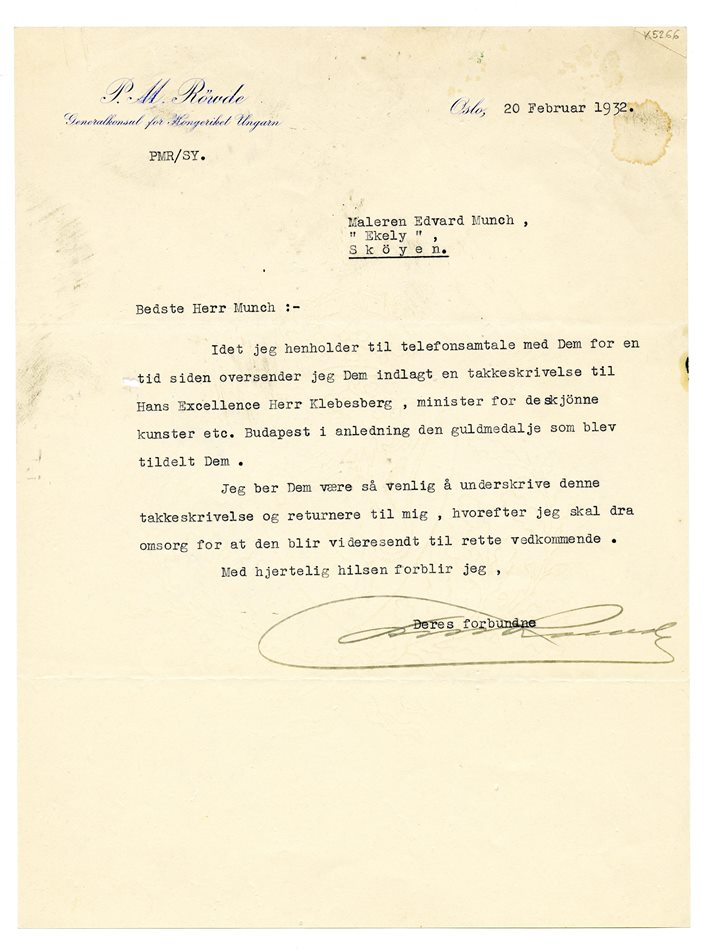 K5266
P. M. Röwde
Generalkonsul for Kongeriket Ungarn
Oslo, 20 Februar 1932.
PMR/SY.
Maleren Edvard Munch ,
" Ekely " ,
S k ö y e n.
Bedste Herr Munch :-
Idet jeg henholder til telefonsamtale med Dem for en
tid siden oversender jeg Dem indlagt en takkeskrivelse til
Hans Excellence Herr Klebesberg , minister for de skjönne
kunster etc. Budapest i anledning den guldmedalje som blev
tildelt Dem .
Jeg ber Dem være så venlig å underskrive denne
takkeskrivelse og returnere til mig , hvorefter jeg skal dra
omsorg for at den blir videresendt til rette vedkommende .
Med hjertelig hilsen forblir jeg ,
Deres forbundne